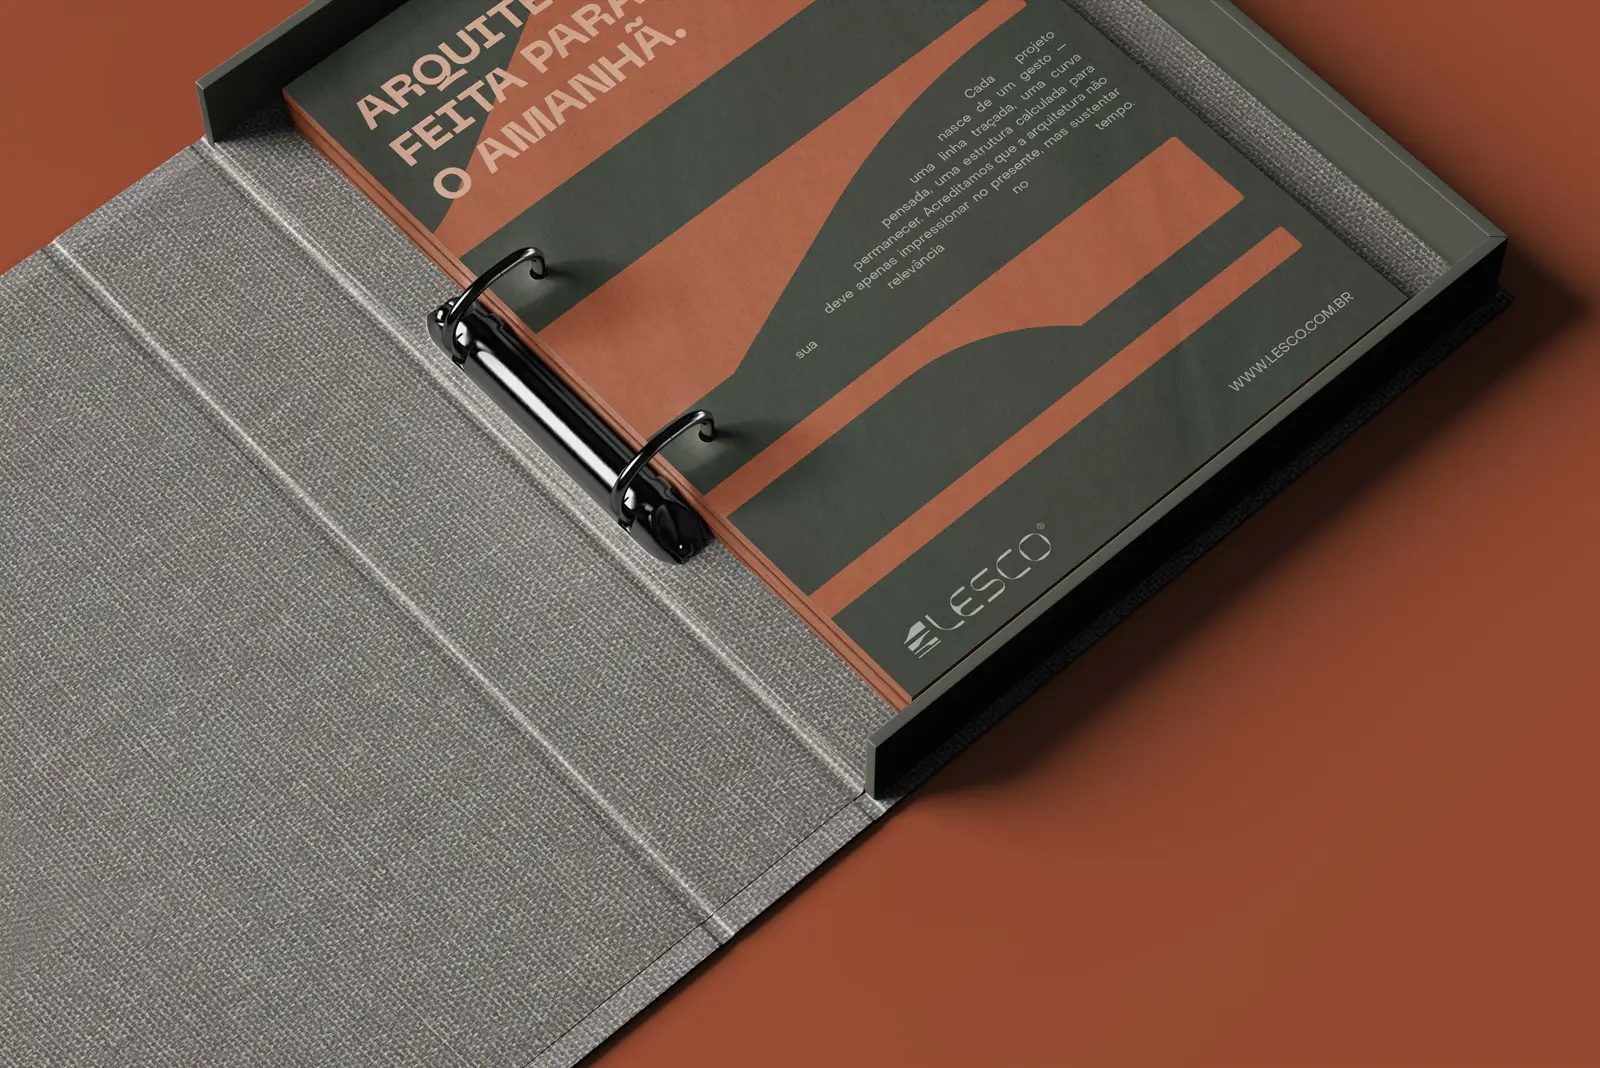 ARQUITE
FEITA PARA
O AMANHÃ.
Cada projeto
nasce de um gesto —
uma linha traçada, uma curva
pensada, uma estrutura calculada para
permanecer. Acreditamos que a arquitetura não
deve apenas impressionar no presente, mas sustentar
sua relevância no tempo.
WWW.LESCO.COM.BR
LESCO®